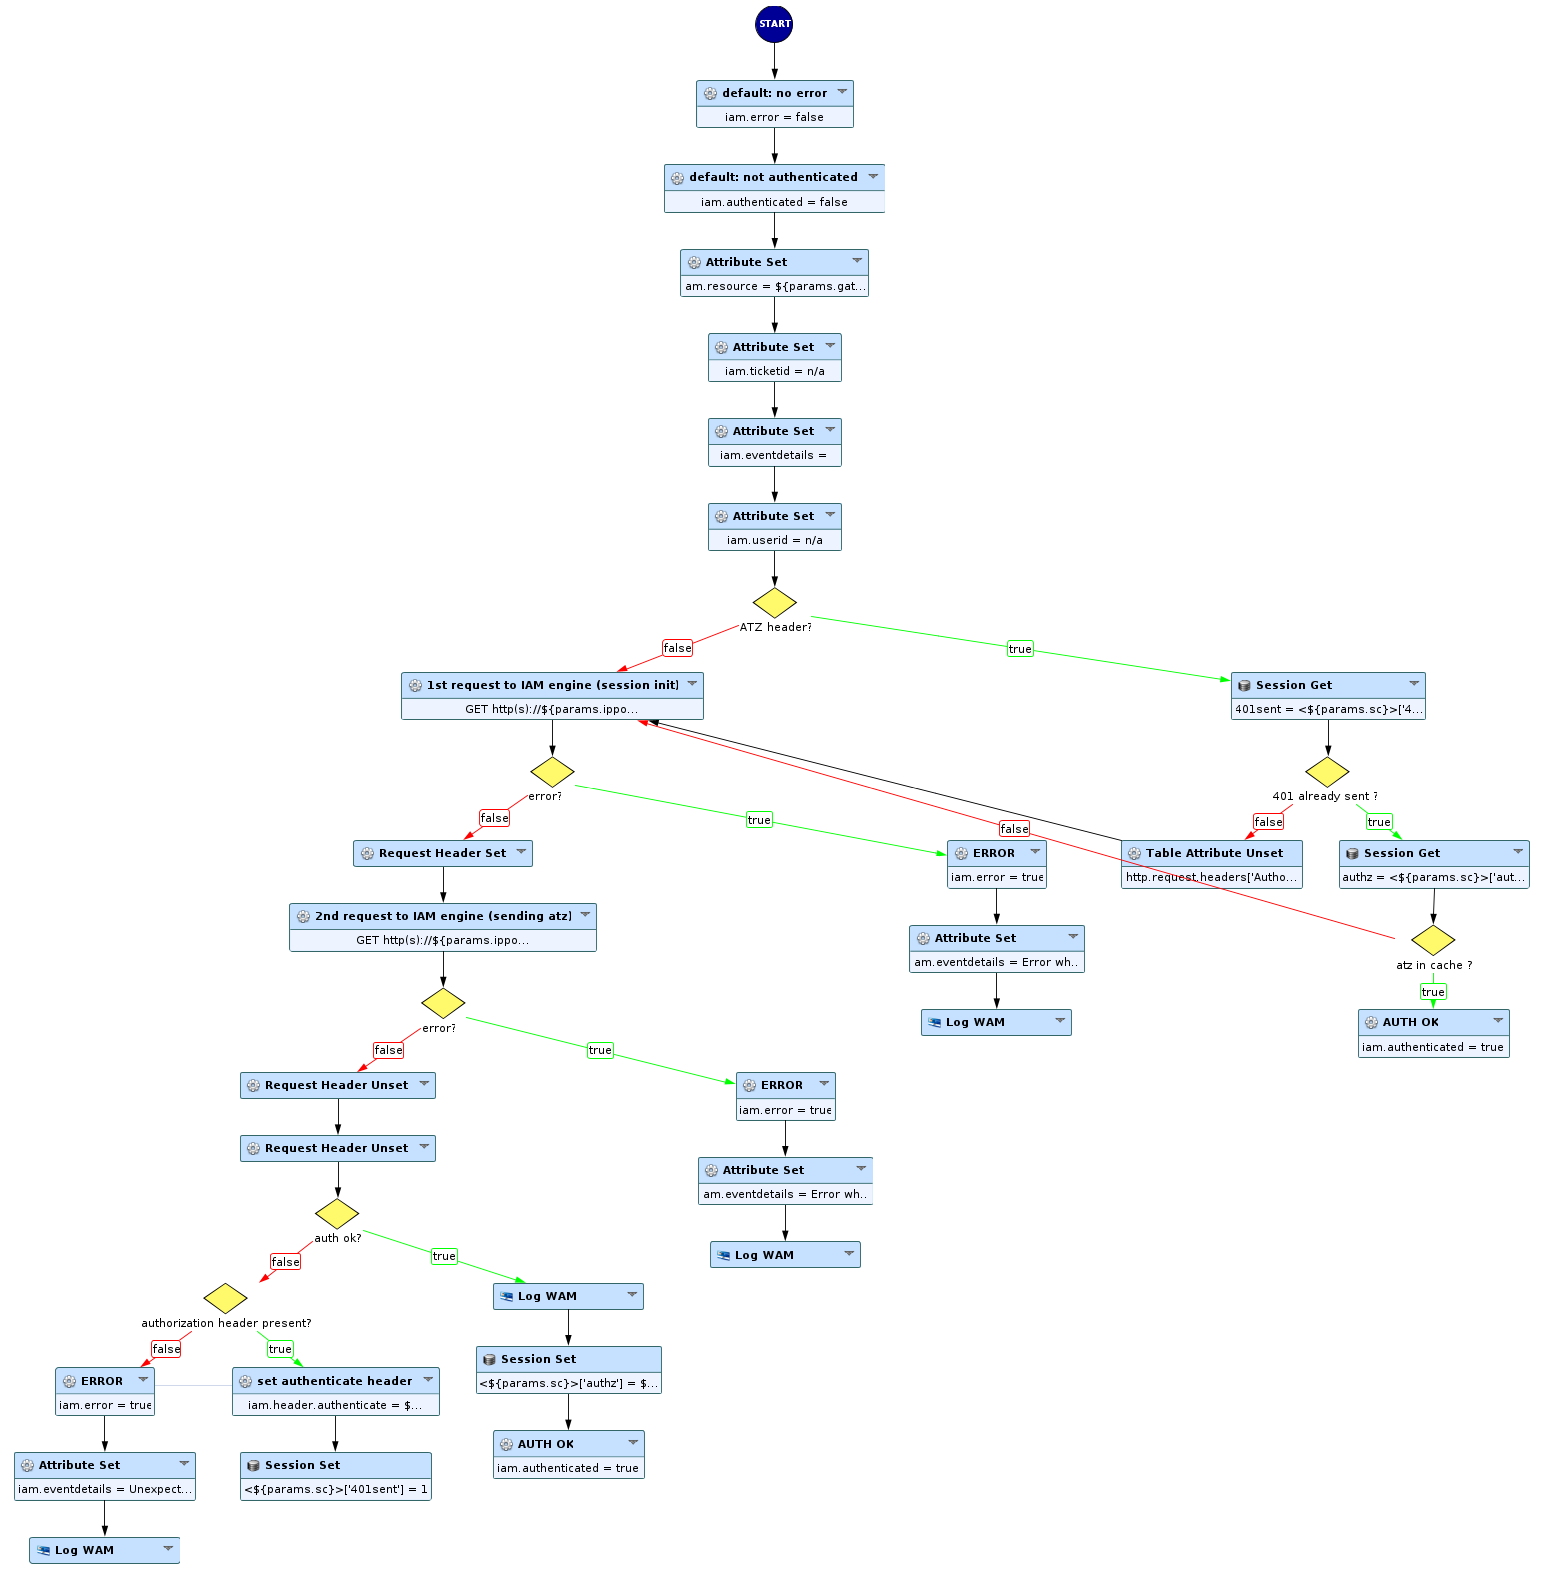 START
default: no error
iam.error = false
default: not authenticated
iam.authenticated = false
Attribute Set
am.resource = ${params.gat...
Attribute Set
iam.ticketid = n/a
Attribute Set
iam.eventdetails =
Attribute Set
iam.userid = n/a
ATZ header?
false
true
1st request to IAM engine (session init)
GET http(s)://${params.ippo...
Session Get
401sent = <${params.sc}>['4...
error?
401 already sent ?
false
true
false
false
true
ERROR
iam.error = true
Table Attribute Unset
http.request.headers['Autho...
Session Get
authz = <${params.sc}>['aut...
Request Header Set
2nd request to IAM engine (sending atz)
GET http(s)://${params.ippo...
Attribute Set
am.eventdetails = Error wh..
atz in cache ?
true
Log WAM
AUTH OK
iam.authenticated = true
error?
false
true
Request Header Unset
ERROR
iam.error = true
Request Header Unset
Attribute Set
am.eventdetails = Error wh..
auth ok?
false
true
Log WAM
Log WAM
authorization header present?
false
true
Session Set
<${params.sc}>['authz'] = $...
ERROR
iam.error = true
set authenticate header
iam.header.authenticate = $...
AUTH OK
iam.authenticated = true
Attribute Set
iam.eventdetails = Unexpect...
Session Set
<${params.sc}>['401sent'] = 1
Log WAM